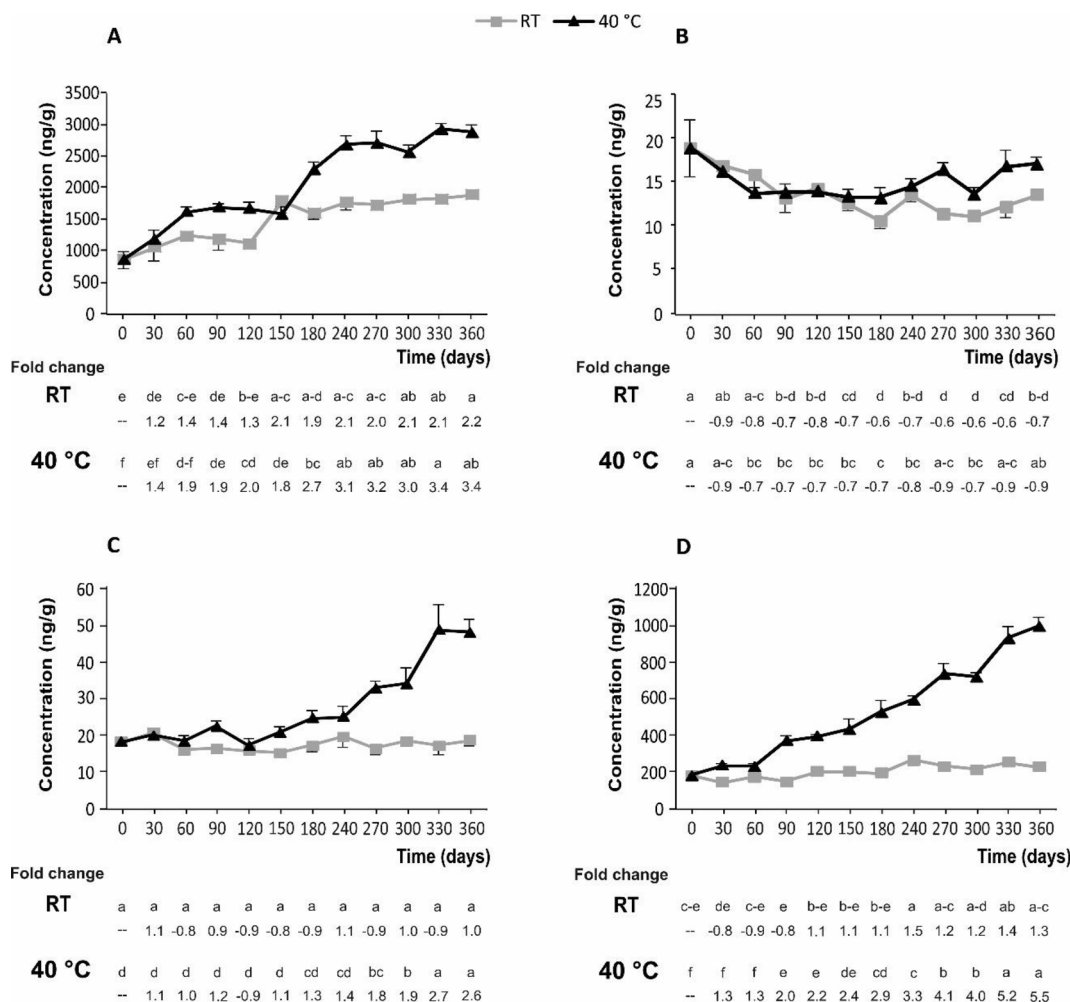 RT 40 °C
A
Concentration (ng/g)
3500
3000
2500
2000
1500
1000
500
0
0 30 60 90 120 150 180 240 270 300 330 360
Time (days)
Fold change
RT e de c-e de b-e a-c a-d a-c a-c ab ab a
-- 1.2 1.4 1.4 1.3 2.1 1.9 2.1 2.0 2.1 2.1 2.2
40 °C f ef d-f de cd de bc ab ab ab a ab
-- 1.4 1.9 1.9 2.0 1.8 2.7 3.1 3.2 3.0 3.4 3.4
B
Concentration (ng/g)
25
20
15
10
5
0
0 30 60 90 120 150 180 240 270 300 330 360
Time (days)
a ab a-c b-d b-d cd d b-d d d cd b-d
-- -0.9 -0.8 -0.7 -0.8 -0.7 -0.6 -0.7 -0.6 -0.6 -0.6 -0.7
a a-c bc bc bc bc c bc a-c bc a-c ab
-- -0.9 -0.7 -0.7 -0.7 -0.7 -0.7 -0.8 -0.9 -0.7 -0.9 -0.9
C
Concentration (ng/g)
60
50
40
30
20
10
0
0 30 60 90 120 150 180 240 270 300 330 360
Time (days)
Fold change
RT a a a a a a a a a a a a
-- 1.1 -0.8 0.9 -0.9 -0.8 -0.9 1.1 -0.9 1.0 -0.9 1.0
40 °C d d d d d d cd cd bc b a a
-- 1.1 1.0 1.2 -0.9 1.1 1.3 1.4 1.8 1.9 2.7 2.6
D
Concentration (ng/g)
1200
1000
800
600
400
200
0
0 30 60 90 120 150 180 240 270 300 330 360
Time (days)
Fold change
RT c-e de c-e e b-e b-e b-e a a-c a-d ab a-c
-- -0.8 -0.9 -0.8 1.1 1.1 1.1 1.5 1.2 1.2 1.4 1.3
40 °C f f f e e de cd c b b a a
-- 1.3 1.3 2.0 2.2 2.4 2.9 3.3 4.1 4.0 5.2 5.5